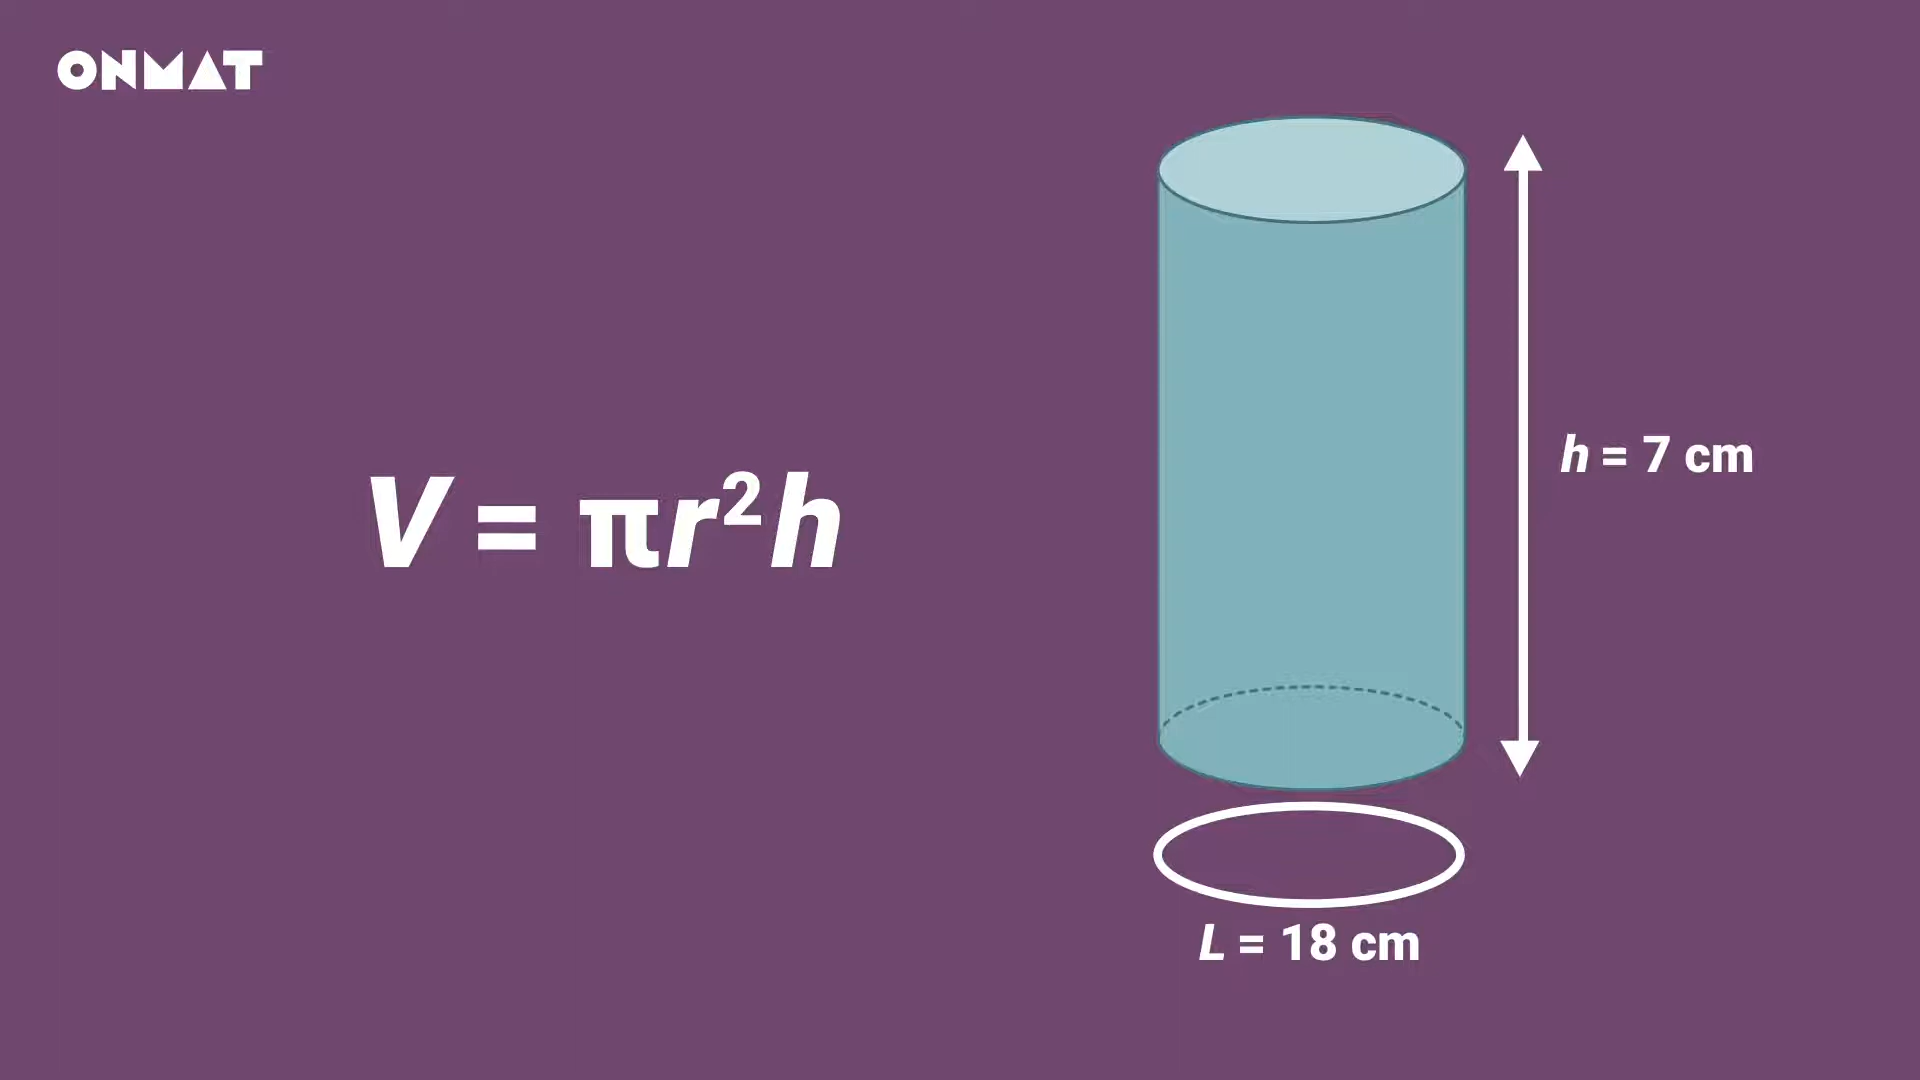 ONMAT
V = πr²h
h = 7 cm
L = 18 cm